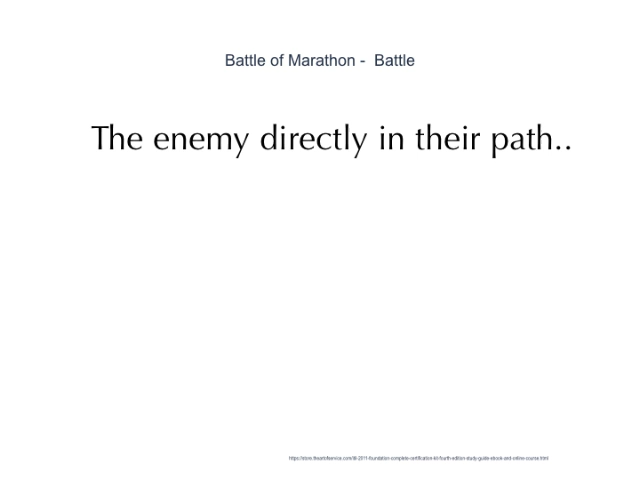 Battle of Marathon -  Battle
The enemy directly in their path..
https://store.theartofservice.com/itil-2011-foundation-complete-certification-kit-fourth-edition-study-guide-ebook-and-online-course.html